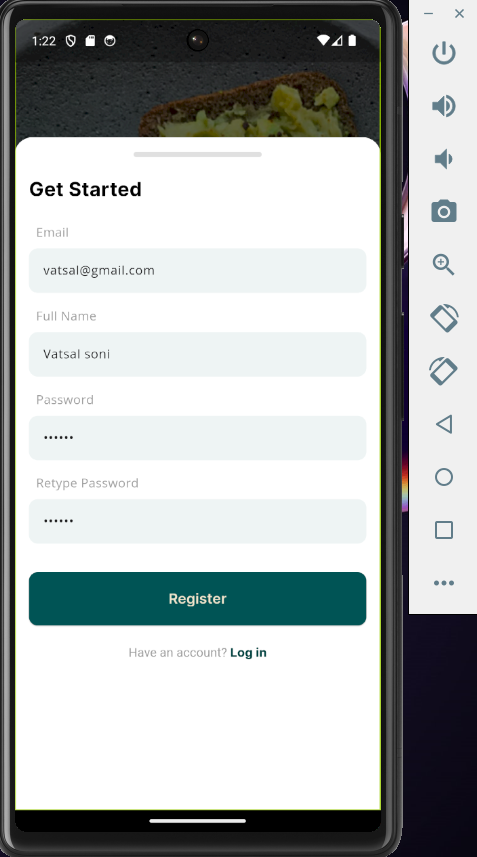 1:22
Get Started
Email
vatsal@gmail.com
Full Name
Vatsal soni
Password
••••••
Retype Password
••••••
Register
Have an account? Log in